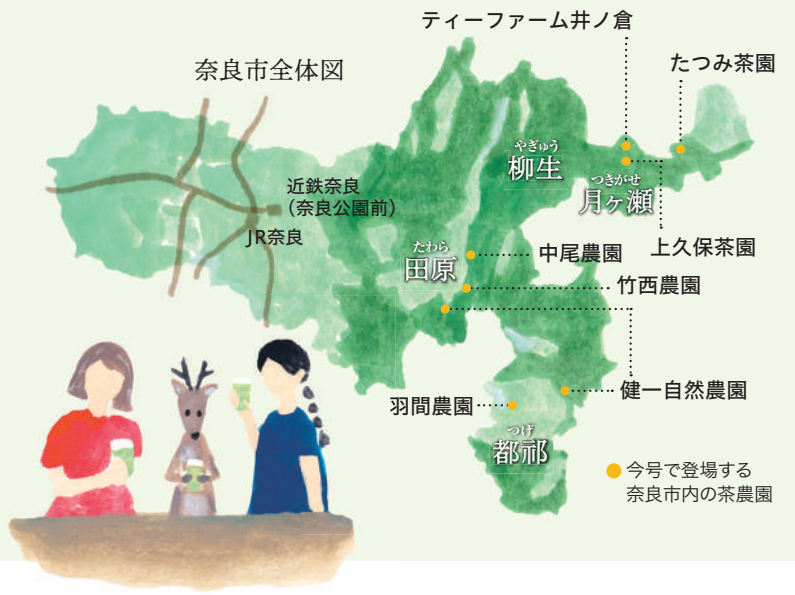 ティーファーム井ノ倉
たつみ茶園
奈良市全体図
やぎゅう
柳生
つきがせ
月ヶ瀬
近鉄奈良
（奈良公園前）
JR奈良
上久保茶園
たわら
田原
中尾農園
竹西農園
健一自然農園
羽間農園
つげ
都祁
今号で登場する
奈良市内の茶農園